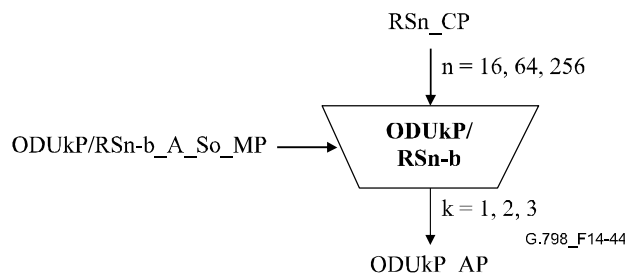 RSn_CP
n = 16, 64, 256
ODUkP/RSn-b_A_So_MP
ODUkP/
RSn-b
k = 1, 2, 3
G.798_F14-44
ODUkP_AP